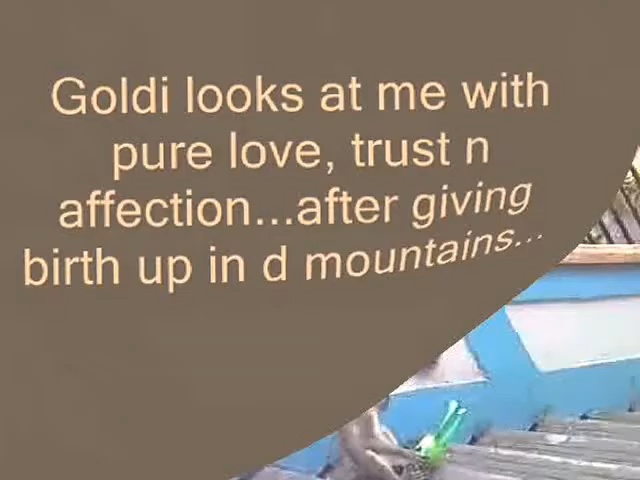 Goldi looks at me with
pure love, trust n
affection...after giving
birth up in d mountains...